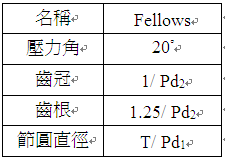 名稱 Fellows
壓力角 20°
齒冠 1/ Pd₂
齒根 1.25/ Pd₂
節圓直徑 T/ Pd₁